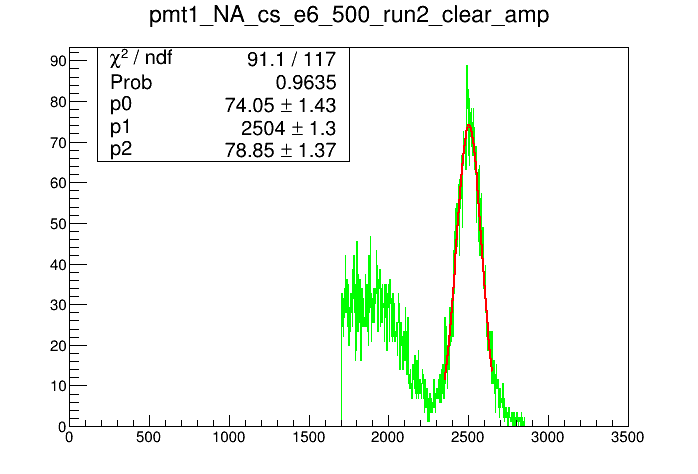 pmt1_NA_cs_e6_500_run2_clear_amp
χ² / ndf 91.1 / 117
Prob 0.9635
p0 74.05 ± 1.43
p1 2504 ± 1.3
p2 78.85 ± 1.37
90
80
70
60
50
40
30
20
10
0
0 500 1000 1500 2000 2500 3000 3500